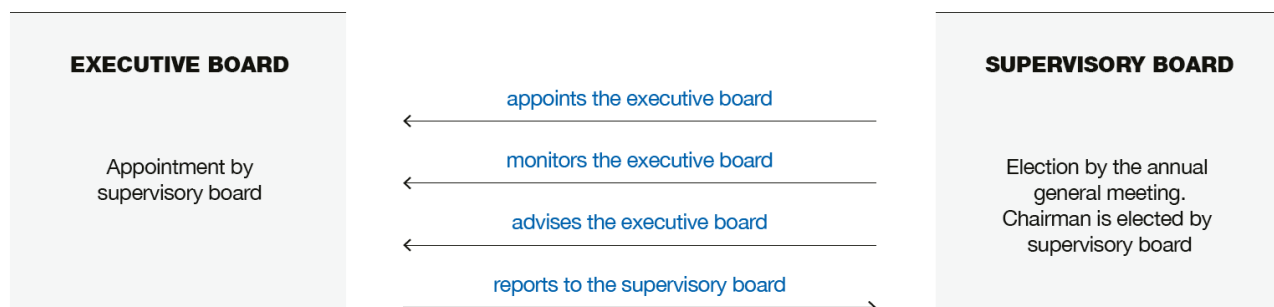 EXECUTIVE BOARD
Appointment by
supervisory board
appoints the executive board
monitors the executive board
advises the executive board
reports to the supervisory board
SUPERVISORY BOARD
Election by the annual
general meeting.
Chairman is elected by
supervisory board